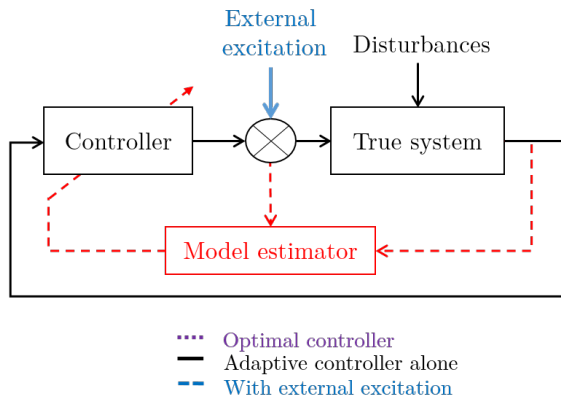 External
excitation
Disturbances
Controller
True system
Model estimator
Optimal controller
Adaptive controller alone
With external excitation